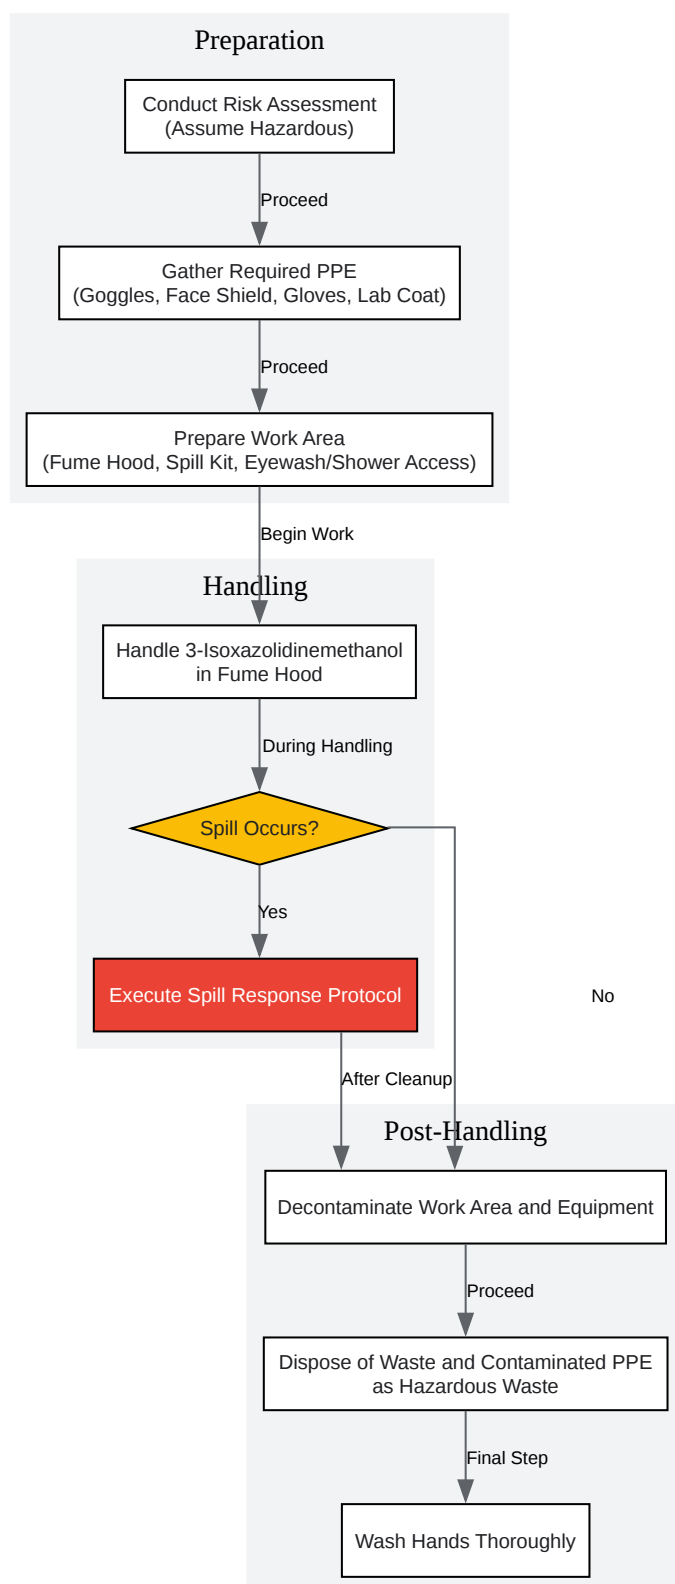 Preparation
Conduct Risk Assessment
(Assume Hazardous)
Proceed
Gather Required PPE
(Goggles, Face Shield, Gloves, Lab Coat)
Proceed
Prepare Work Area
(Fume Hood, Spill Kit, Eyewash/Shower Access)
Begin Work
Handling
Handle 3-Isoxazolidinemethanol
in Fume Hood
During Handling
Spill Occurs?
Yes
Execute Spill Response Protocol
No
After Cleanup
Post-Handling
Decontaminate Work Area and Equipment
Proceed
Dispose of Waste and Contaminated PPE
as Hazardous Waste
Final Step
Wash Hands Thoroughly